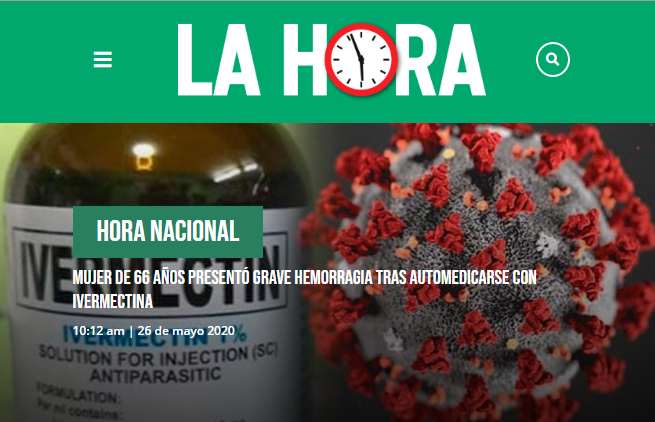 LA HORA
HORA NACIONAL
IVERMECTIN
MUJER DE 66 AÑOS PRESENTÓ GRAVE HEMORRAGIA TRAS AUTOMEDICARSE CON
IVERMECTINA
IVERMECTIN 1%
10:12 am | 26 de mayo 2020
SOLUTION FOR INJECTION (SC)
ANTIPARASITIC
FORMULATION:
Per ml contains: